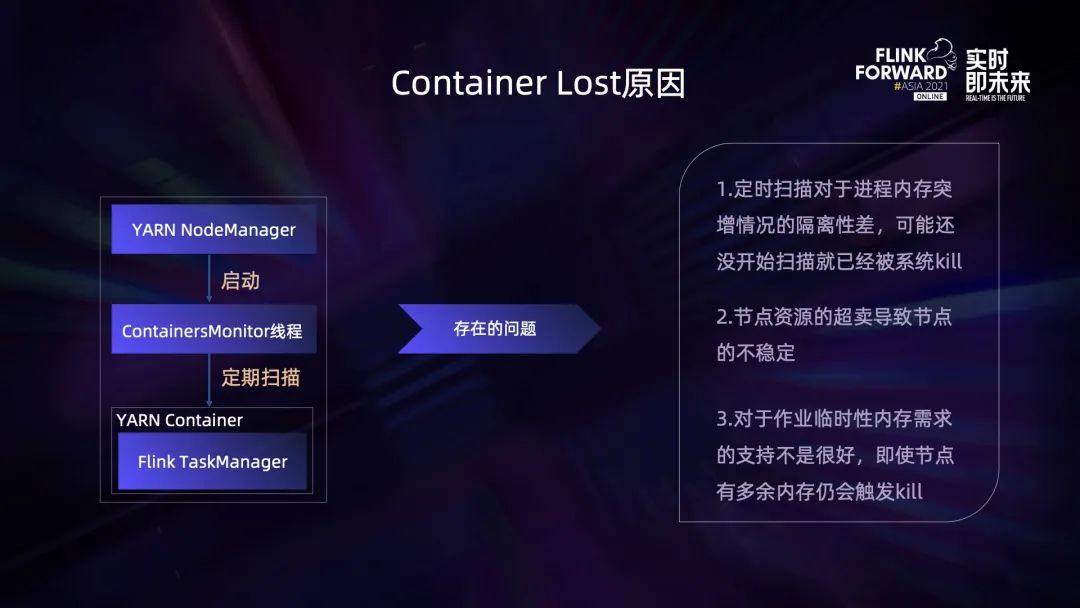 Container Lost原因
FLINK
FORWARD
#ASIA 2021
ONLINE
实时
即未来
REAL-TIME IS THE FUTURE
YARN NodeManager
启动
ContainersMonitor线程
定期扫描
YARN Container
Flink TaskManager
存在的问题
1.定时扫描对于进程内存突
增情况的隔离性差，可能还
没开始扫描就已经被系统kill
2.节点资源的超卖导致节点
的不稳定
3.对于作业临时性内存需求
的支持不是很好，即使节点
有多余内存仍会触发kill